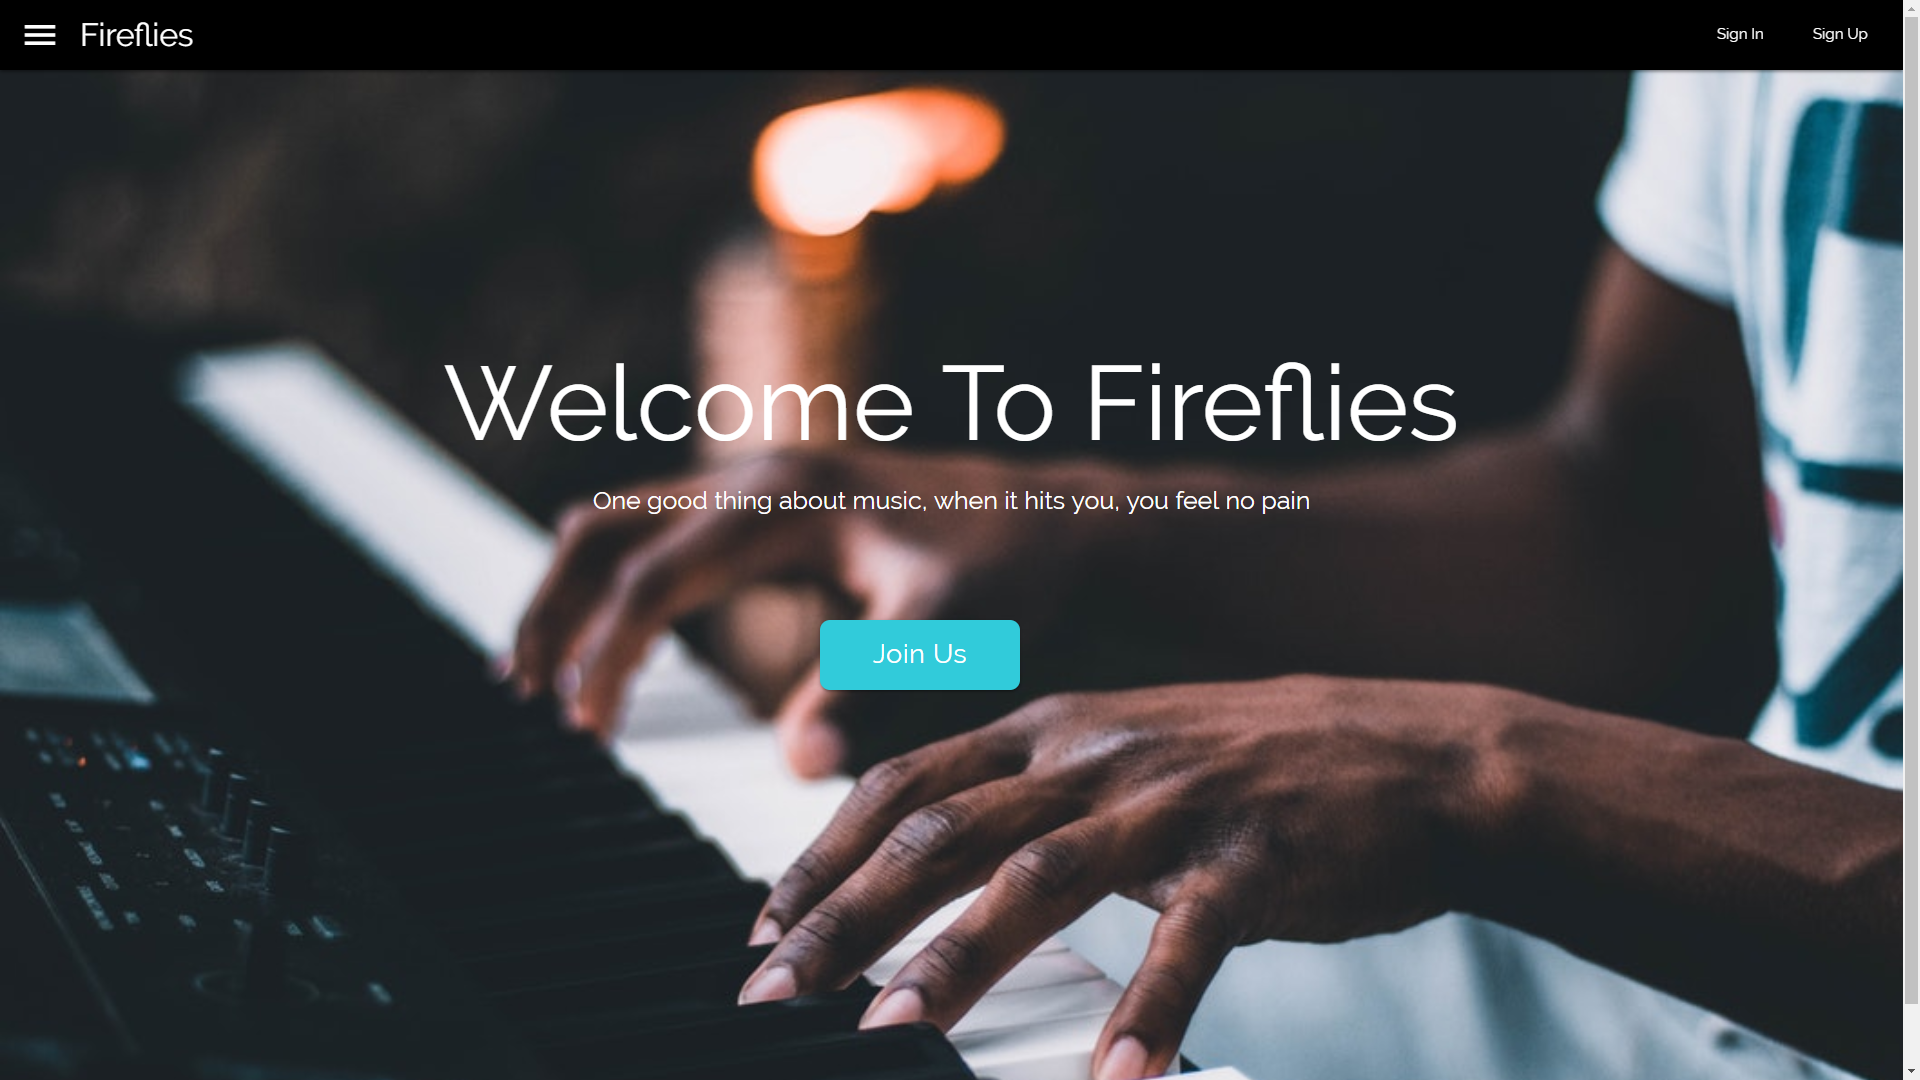 Fireflies
Sign In
Sign Up
Welcome To Fireflies
One good thing about music, when it hits you, you feel no pain
Join Us